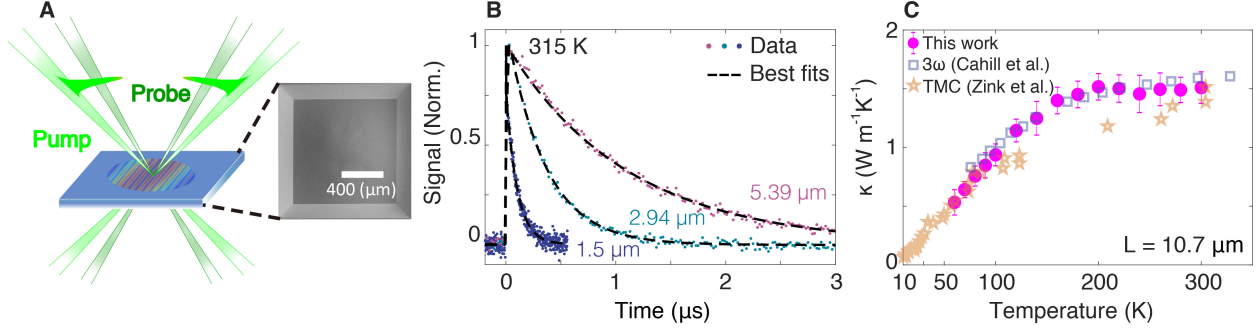 A
Probe
Pump
400 (µm)
B
Signal (Norm.)
1
0.5
0
315 K
Data
Best fits
5.39 µm
2.94 µm
1.5 µm
0
1
2
3
Time (µs)
C
κ (W m⁻¹K⁻¹)
2
1
0
This work
3ω (Cahill et al.)
TMC (Zink et al.)
L = 10.7 µm
10
50
100
200
300
Temperature (K)